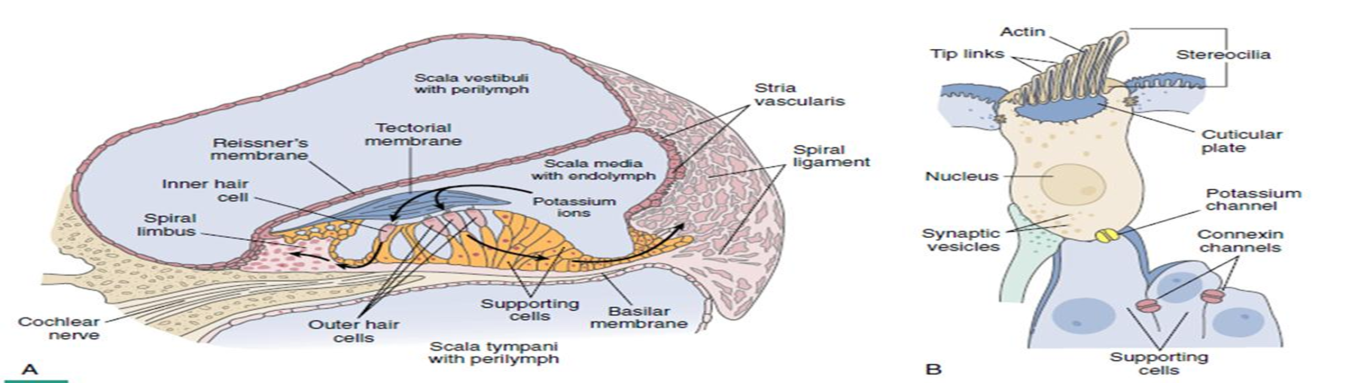 Scala vestibuli
with perilymph
Stria
vascularis
Reissner's
membrane
Tectorial
membrane
Spiral
ligament
Scala media
with endolymph
Inner hair
cell
Potassium
ions
Spiral
limbus
Cochlear
nerve
Outer hair
cells
Supporting
cells
Basilar
membrane
Scala tympani
with perilymph
A
Actin
Tip links
Stereocilia
Cuticular
plate
Nucleus
Potassium
channel
Synaptic
vesicles
Connexin
channels
Supporting
cells
B